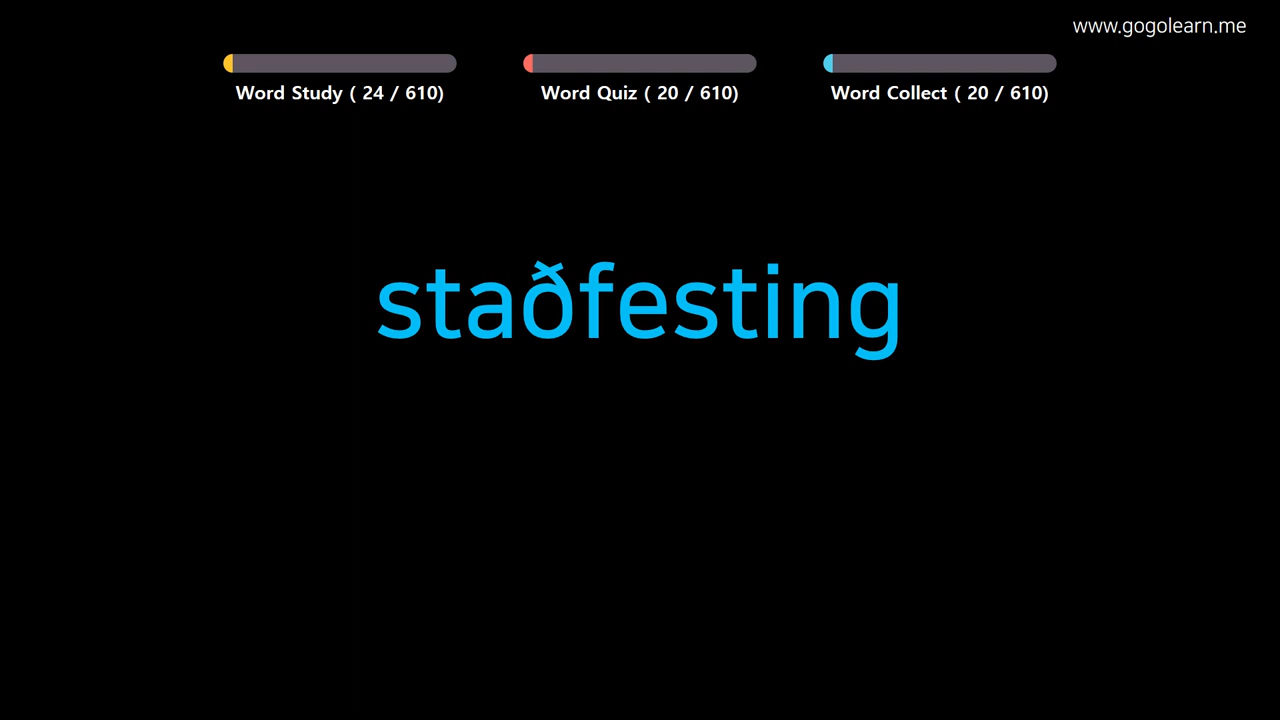 www.gogolearn.me
Word Study ( 24 / 610)
Word Quiz ( 20 / 610)
Word Collect ( 20 / 610)
staðfesting